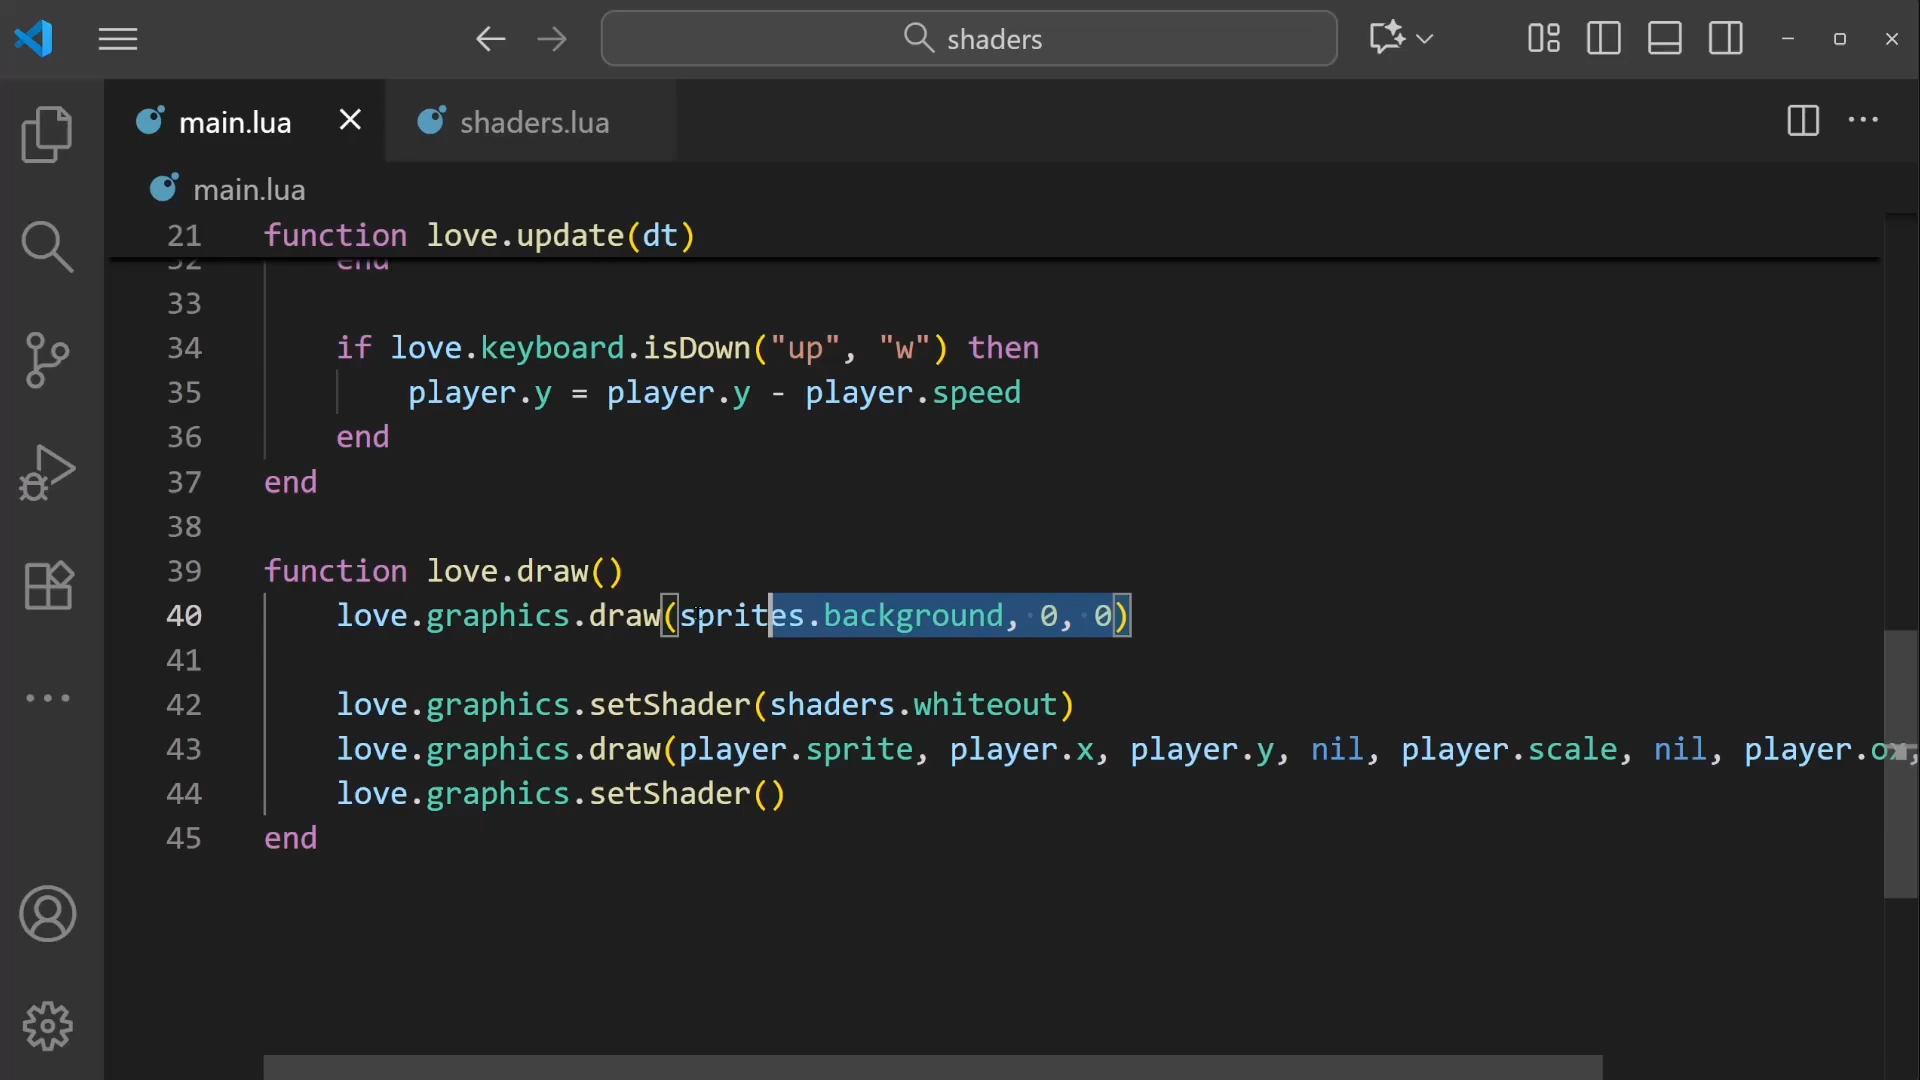 shaders
main.lua
shaders.lua
main.lua
21 function love.update(dt)
32 end
33
34 if love.keyboard.isDown("up", "w") then
35 player.y = player.y - player.speed
36 end
37 end
38
39 function love.draw()
40 love.graphics.draw(sprites.background, 0, 0)
41
42 love.graphics.setShader(shaders.whiteout)
43 love.graphics.draw(player.sprite, player.x, player.y, nil, player.scale, nil, player.ox,
44 love.graphics.setShader()
45 end